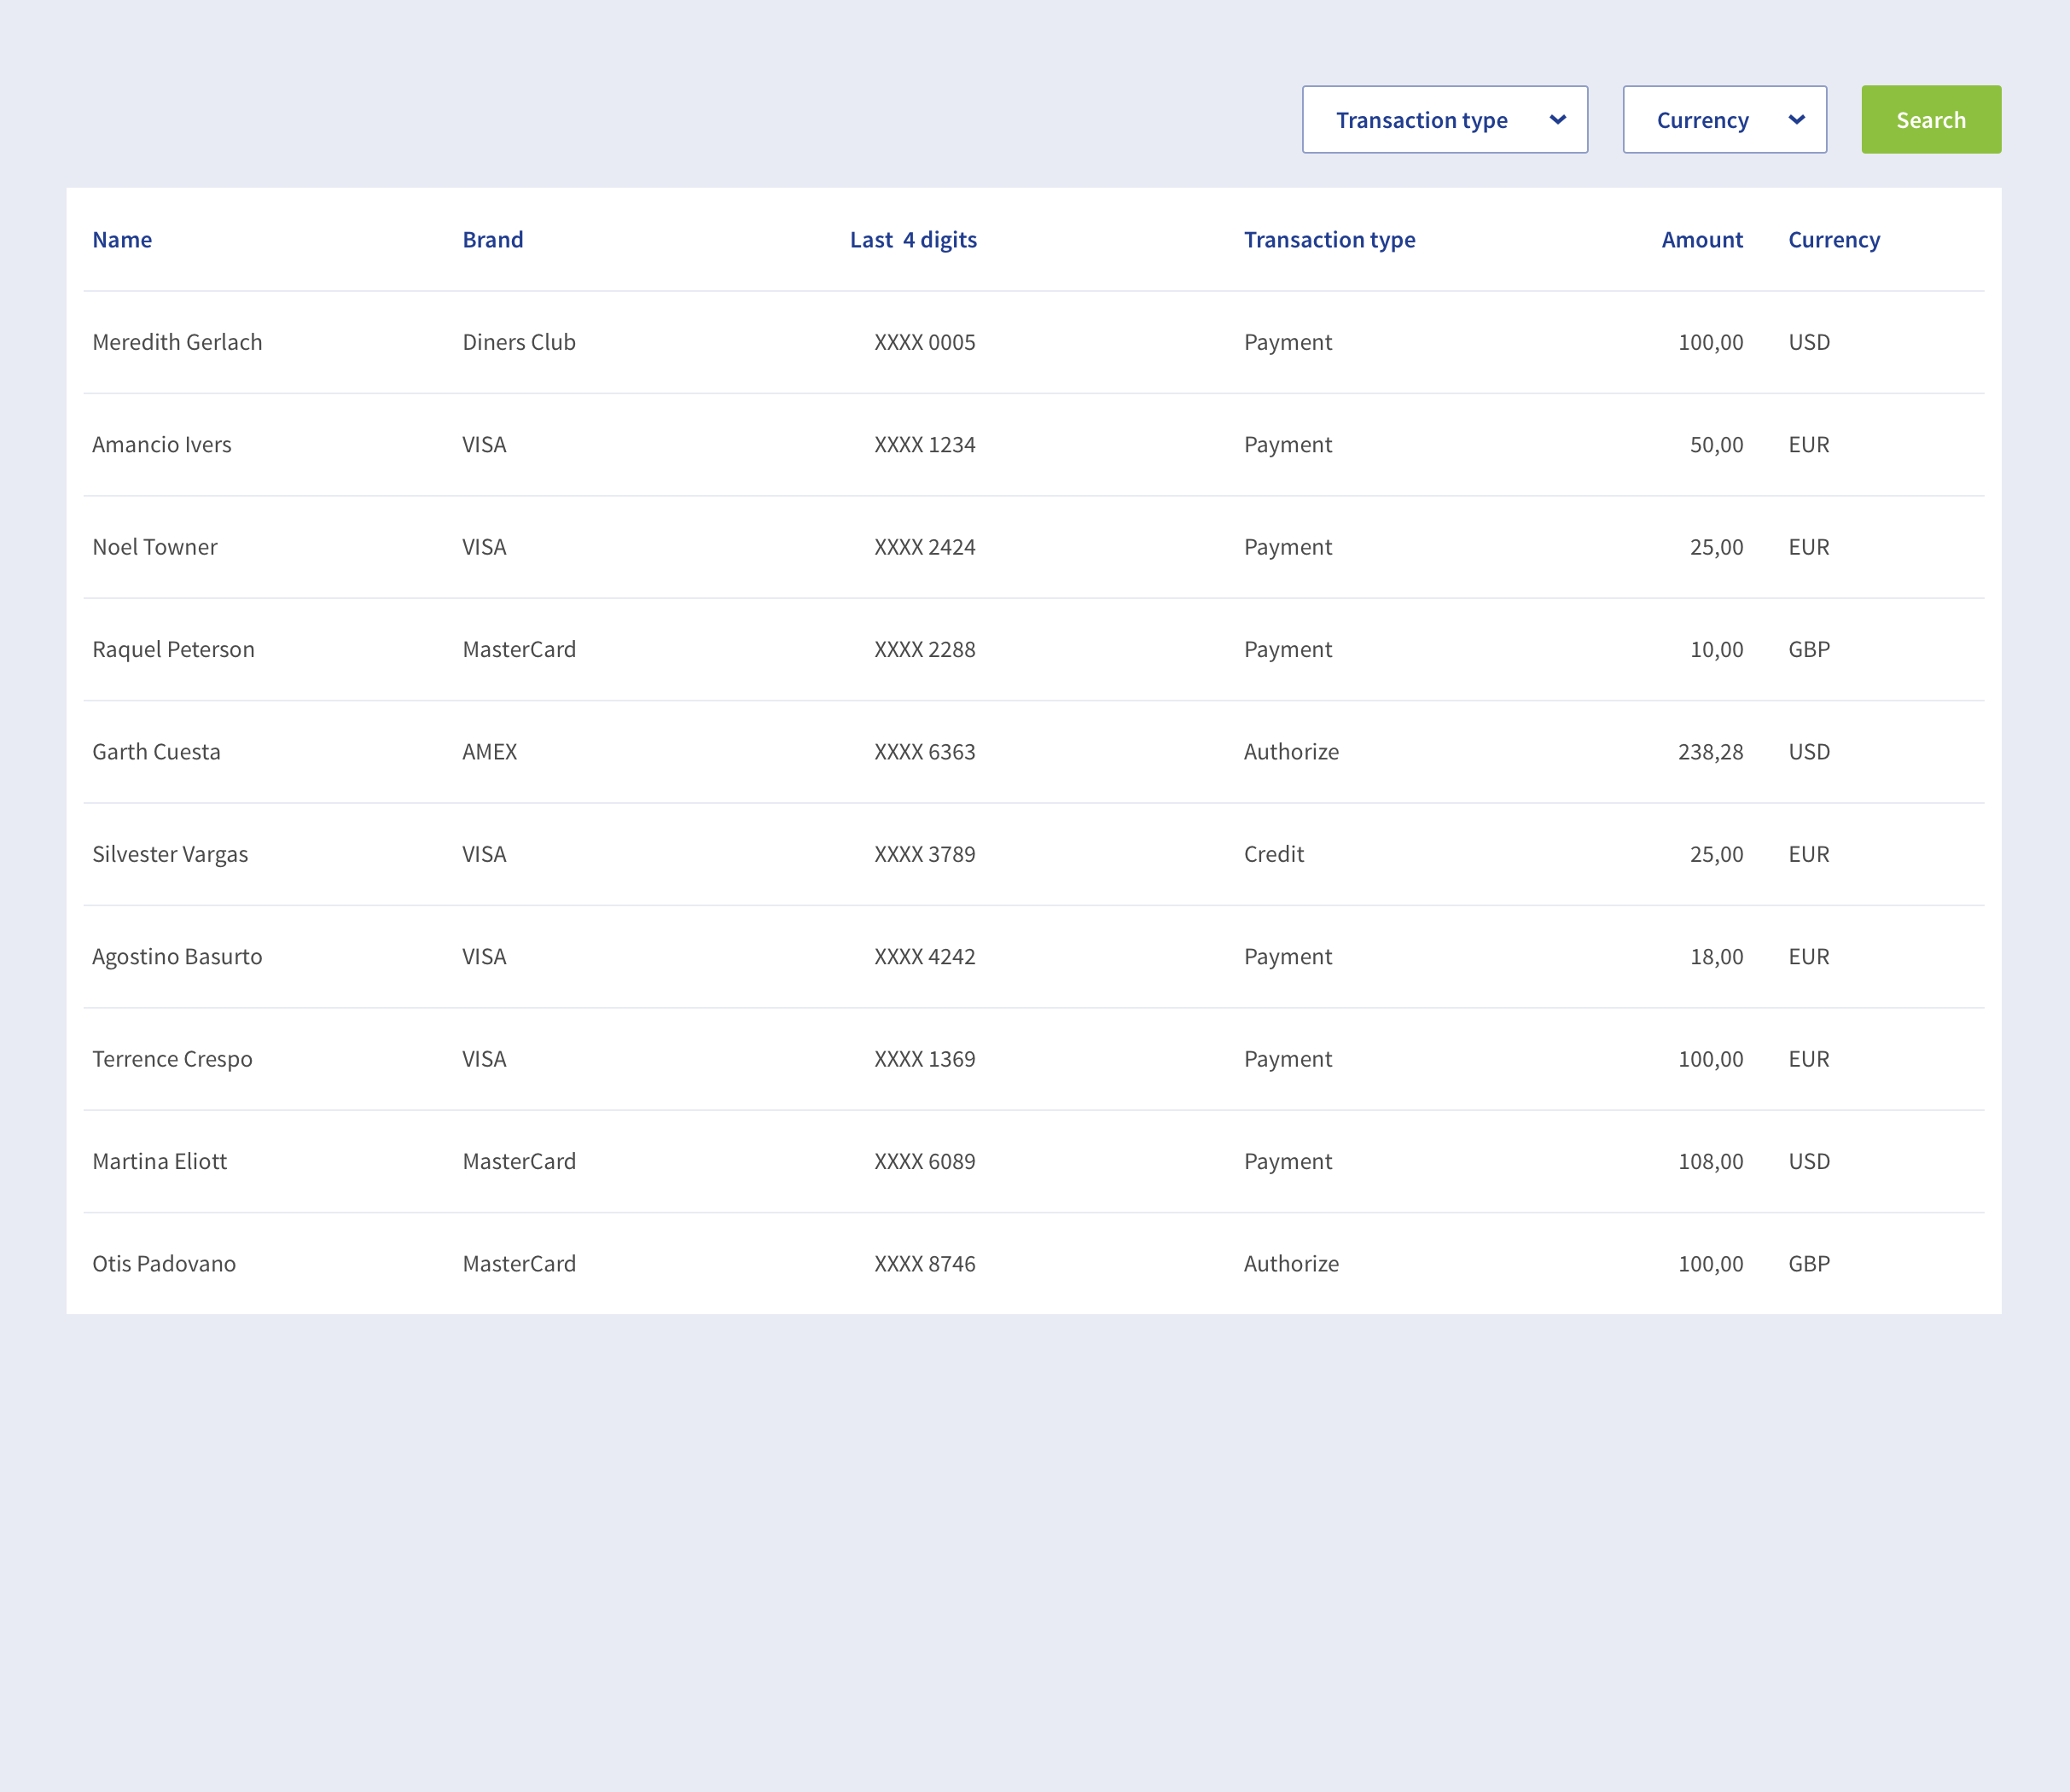 Transaction type Currency Search
Name Brand Last 4 digits Transaction type Amount Currency
Meredith Gerlach Diners Club XXXX 0005 Payment 100,00 USD
Amancio Ivers VISA XXXX 1234 Payment 50,00 EUR
Noel Towner VISA XXXX 2424 Payment 25,00 EUR
Raquel Peterson MasterCard XXXX 2288 Payment 10,00 GBP
Garth Cuesta AMEX XXXX 6363 Authorize 238,28 USD
Silvester Vargas VISA XXXX 3789 Credit 25,00 EUR
Agostino Basurto VISA XXXX 4242 Payment 18,00 EUR
Terrence Crespo VISA XXXX 1369 Payment 100,00 EUR
Martina Eliott MasterCard XXXX 6089 Payment 108,00 USD
Otis Padovano MasterCard XXXX 8746 Authorize 100,00 GBP